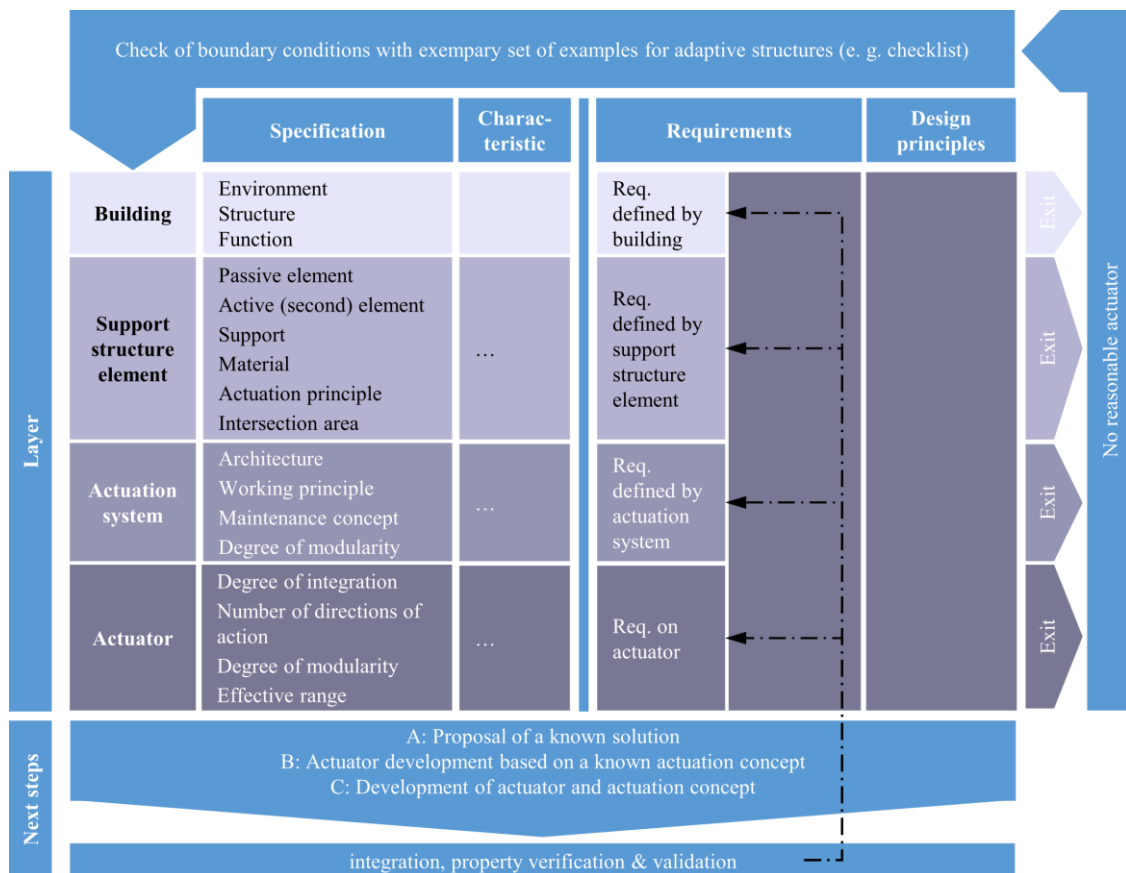 Check of boundary conditions with exempary set of examples for adaptive structures (e. g. checklist)
Specification
Charac-
teristic
Requirements
Design
principles
Layer
Building
Environment
Structure
Function
Req.
defined by
building
Exit
Support
structure
element
Passive element
Active (second) element
Support
Material
Actuation principle
Intersection area
…
Req.
defined by
support
structure
element
Exit
Actuation
system
Architecture
Working principle
Maintenance concept
Degree of modularity
…
Req.
defined by
actuation
system
Exit
Actuator
Degree of integration
Number of directions of
action
Degree of modularity
Effective range
…
Req. on
actuator
Exit
No reasonable actuator
Next steps
A: Proposal of a known solution
B: Actuator development based on a known actuation concept
C: Development of actuator and actuation concept
integration, property verification & validation